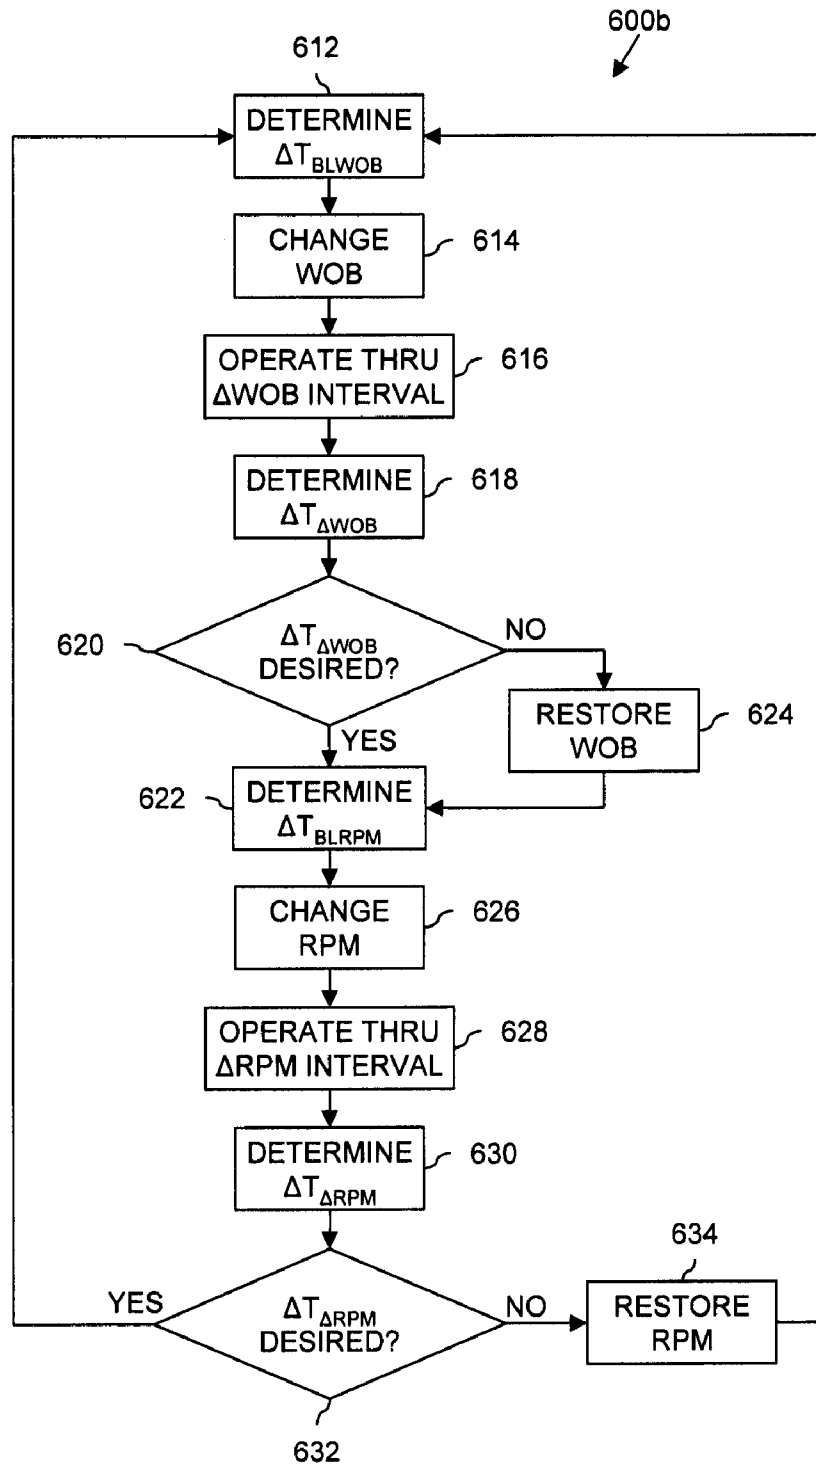 600b
612
DETERMINE
ΔT_BLWOB
CHANGE
WOB
614
OPERATE THRU
ΔWOB INTERVAL
616
DETERMINE
ΔT_ΔWOB
618
620
ΔT_ΔWOB
DESIRED?
NO
YES
RESTORE
WOB
624
622
DETERMINE
ΔT_BLRPM
CHANGE
RPM
626
OPERATE THRU
ΔRPM INTERVAL
628
DETERMINE
ΔT_ΔRPM
630
634
YES
ΔT_ΔRPM
DESIRED?
NO
RESTORE
RPM
632